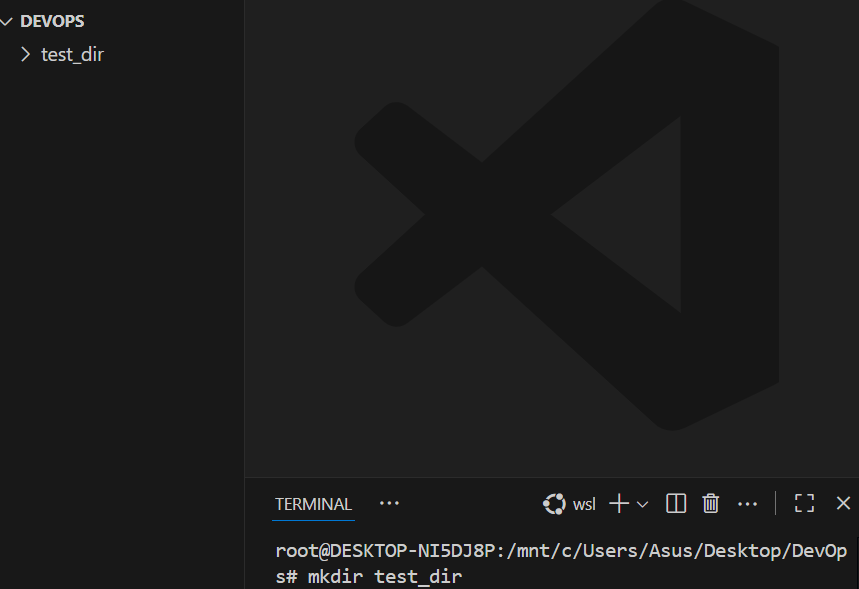 DEVOPS
test_dir
TERMINAL
wsl
root@DESKTOP-NI5DJ8P:/mnt/c/Users/Asus/Desktop/DevOp
s# mkdir test_dir